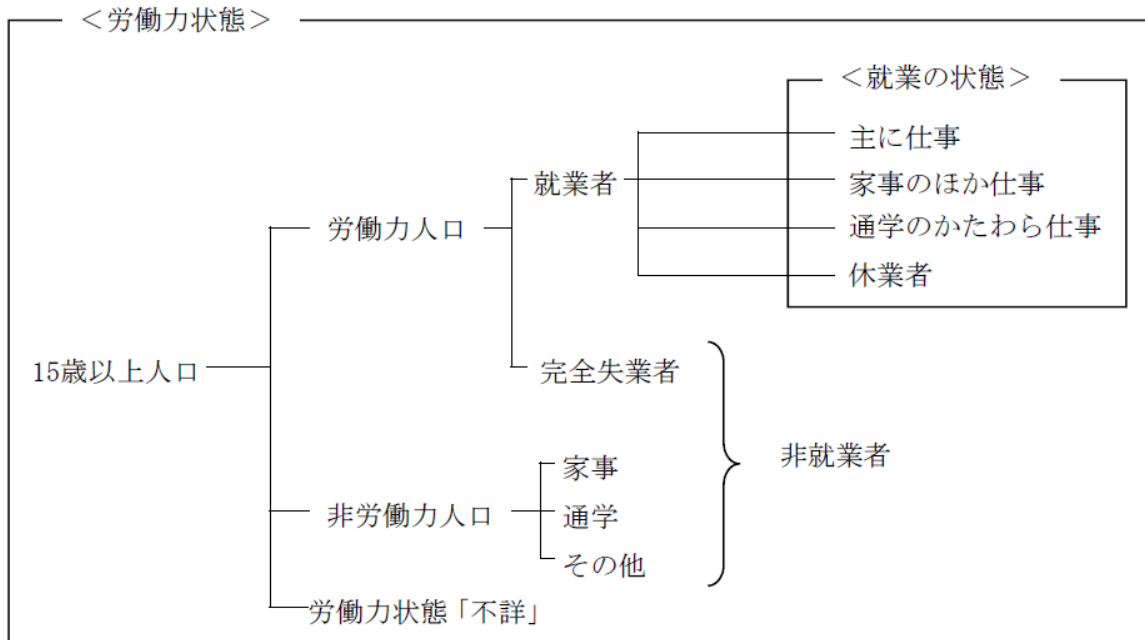 ＜労働力状態＞
＜就業の状態＞
主に仕事
就業者
家事のほか仕事
労働力人口
通学のかたわら仕事
休業者
15歳以上人口
完全失業者
非就業者
家事
非労働力人口
通学
その他
労働力状態「不詳」